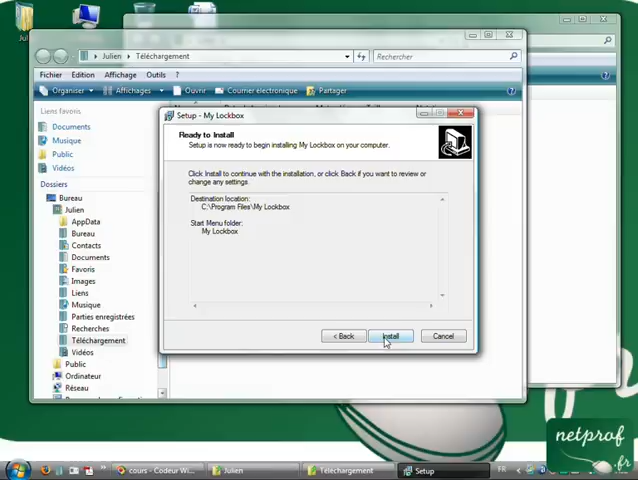 Julien ▸ Téléchargement
Rechercher
Fichier Edition Affichage Outils ?
Organiser Affichages Ouvrir Courrier électronique Partager
Liens favoris
Documents
Musique
Public
Vidéos
Dossiers
Bureau
Julien
AppData
Bureau
Contacts
Documents
Favoris
Images
Liens
Musique
Parties enregistrées
Recherches
Téléchargement
Vidéos
Public
Ordinateur
Réseau
Setup - My Lockbox
Ready to Install
Setup is now ready to begin installing My Lockbox on your computer.
Click Install to continue with the installation, or click Back if you want to review or
change any settings.
Destination location:
C:\Program Files\My Lockbox
Start Menu folder:
My Lockbox
< Back Install Cancel
netprof
.fr
cours - Codeur Wi... Julien Téléchargement Setup FR